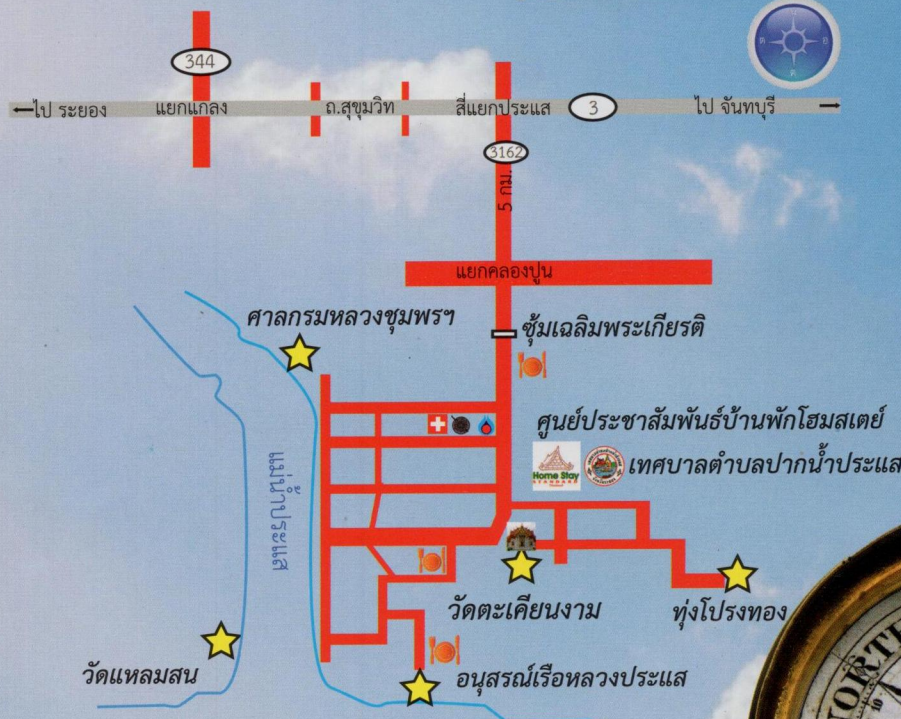 344
ไป ระยอง
แยกแกลง
ถ.สุขุมวิท
สี่แยกประแส
3
ไป จันทบุรี
3162
5 กม.
แยกคลองปูน
ศาลกรมหลวงชุมพรฯ
ซุ้มเฉลิมพระเกียรติ
ศูนย์ประชาสัมพันธ์บ้านพักโฮมสเตย์
Home Stay
STANDARD
เทศบาลตำบลปากน้ำประแส
แม่น้ำประแส
วัดตะเคียนงาม
ทุ่งโปรงทอง
วัดแหลมสน
อนุสรณ์เรือหลวงประแส
NORTH